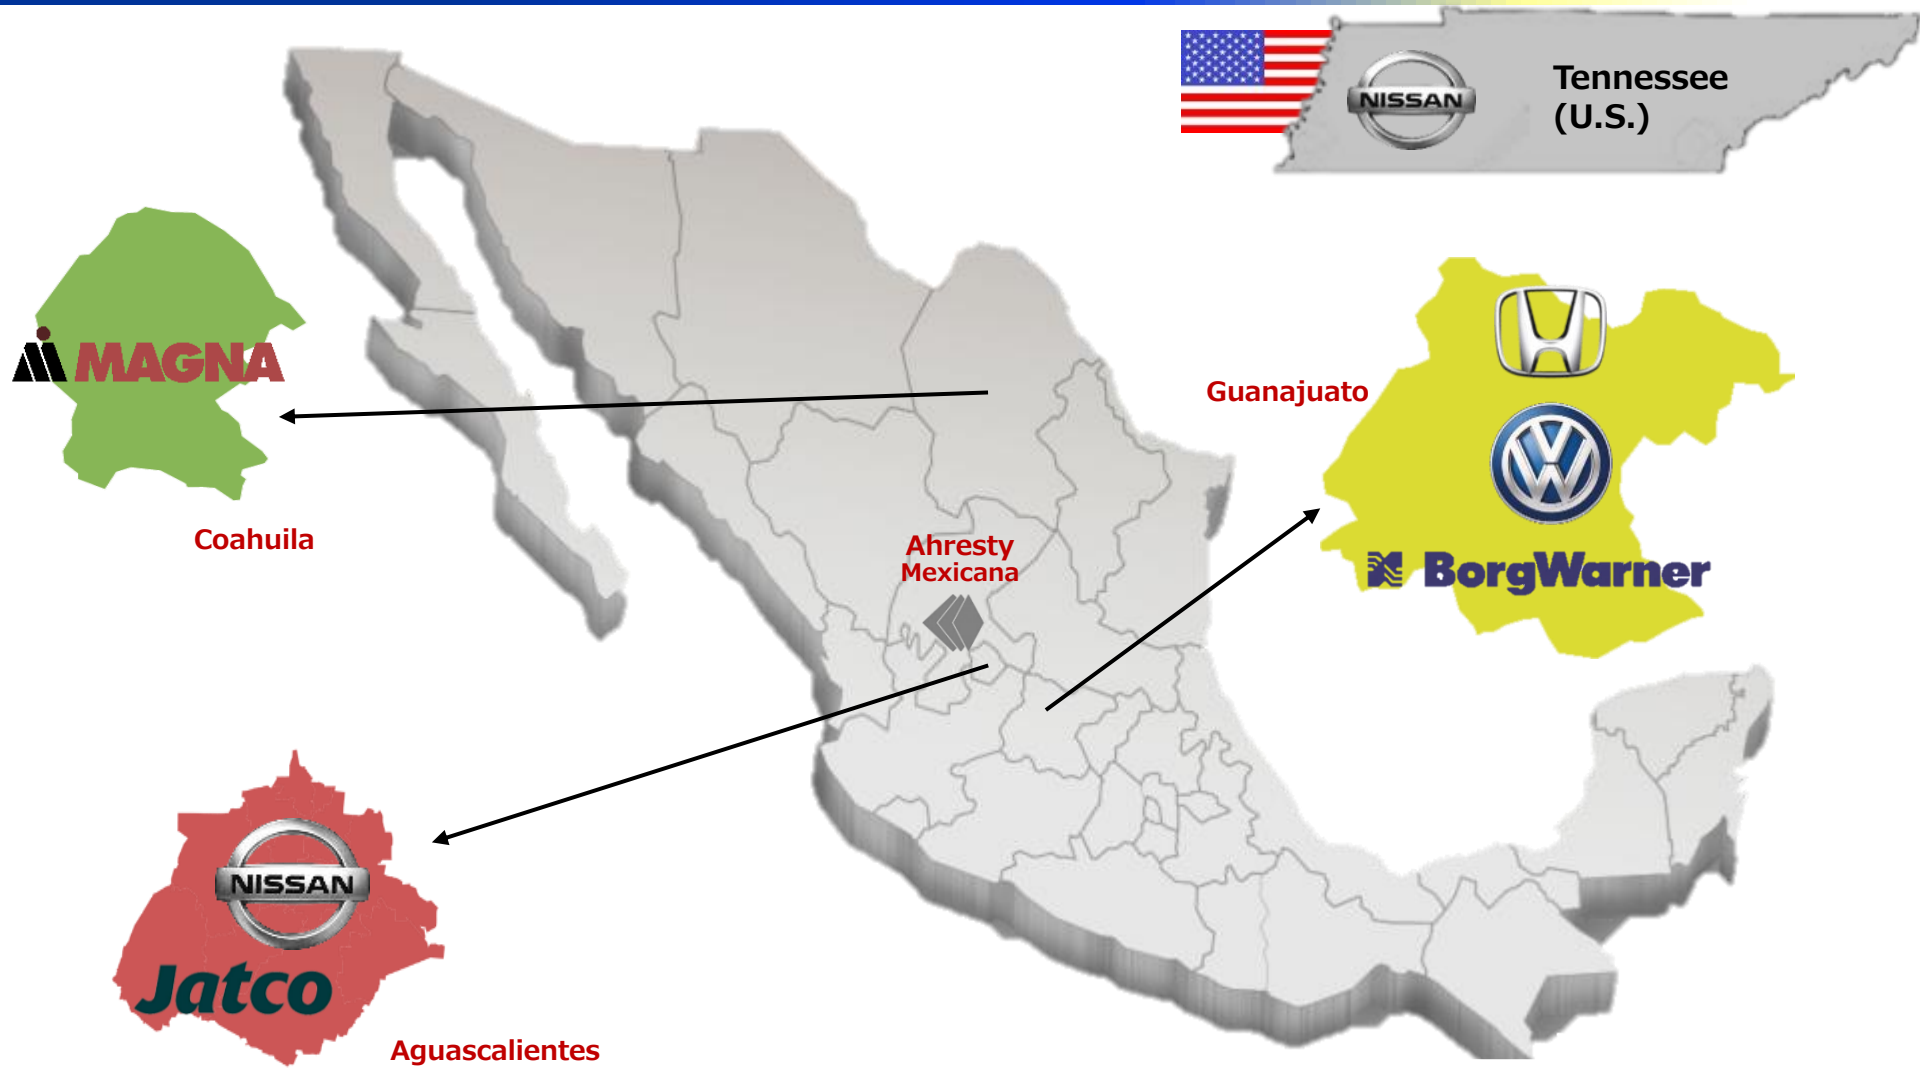 NISSAN
Tennessee
(U.S.)
MAGNA
Coahuila
Guanajuato
BorgWarner
Ahresty
Mexicana
NISSAN
Jatco
Aguascalientes